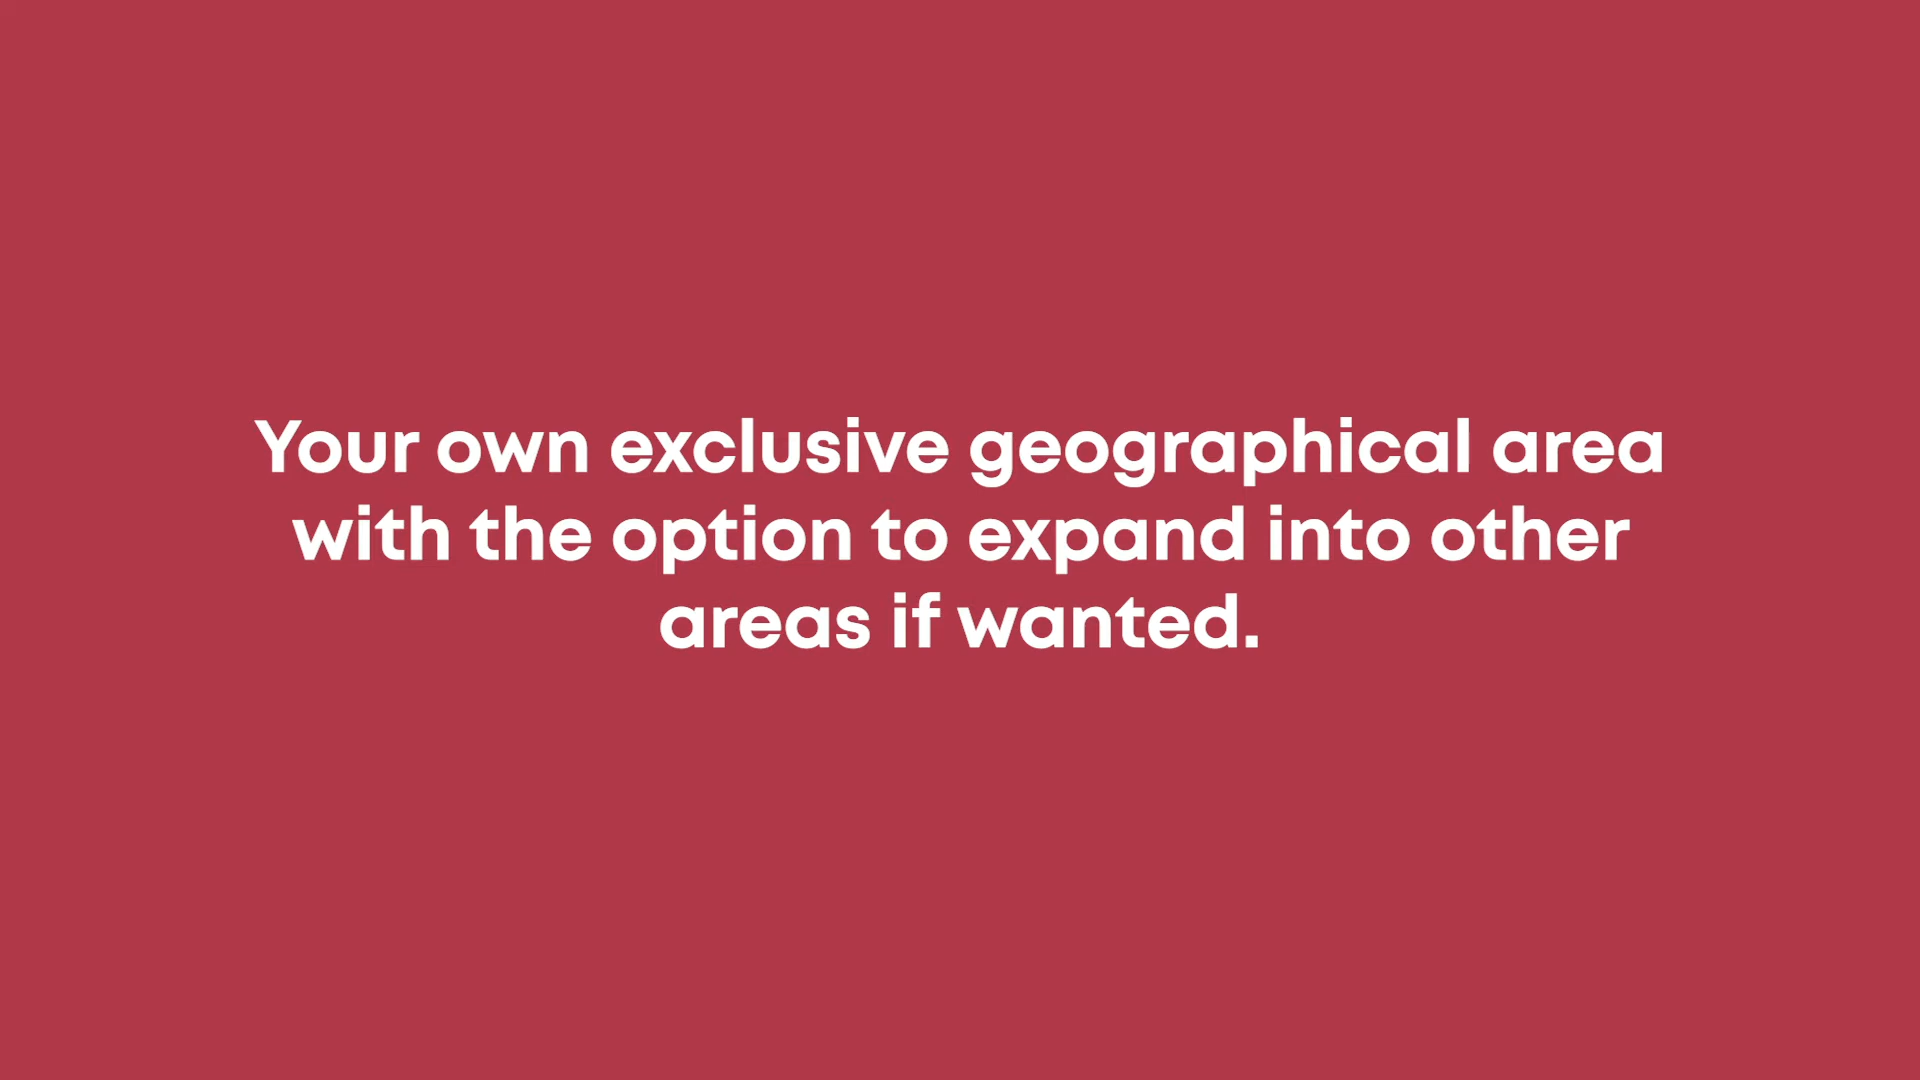 Your own exclusive geographical area
with the option to expand into other
areas if wanted.